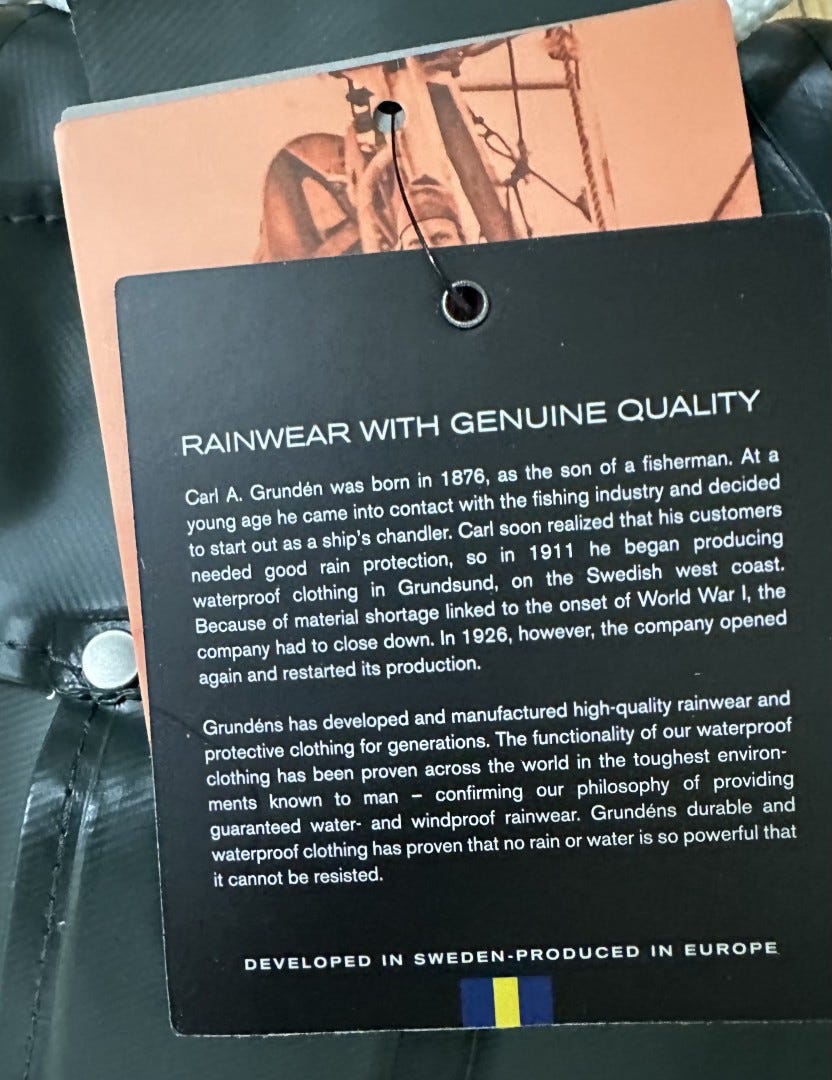 RAINWEAR WITH GENUINE QUALITY
Carl A. Grundén was born in 1876, as the son of a fisherman. At a
young age he came into contact with the fishing industry and decided
to start out as a ship's chandler. Carl soon realized that his customers
needed good rain protection, so in 1911 he began producing
waterproof clothing in Grundsund, on the Swedish west coast.
Because of material shortage linked to the onset of World War I, the
company had to close down. In 1926, however, the company opened
again and restarted its production.
Grundéns has developed and manufactured high-quality rainwear and
protective clothing for generations. The functionality of our waterproof
clothing has been proven across the world in the toughest environ-
ments known to man – confirming our philosophy of providing
guaranteed water- and windproof rainwear. Grundéns durable and
waterproof clothing has proven that no rain or water is so powerful that
it cannot be resisted.
DEVELOPED IN SWEDEN-PRODUCED IN EUROPE